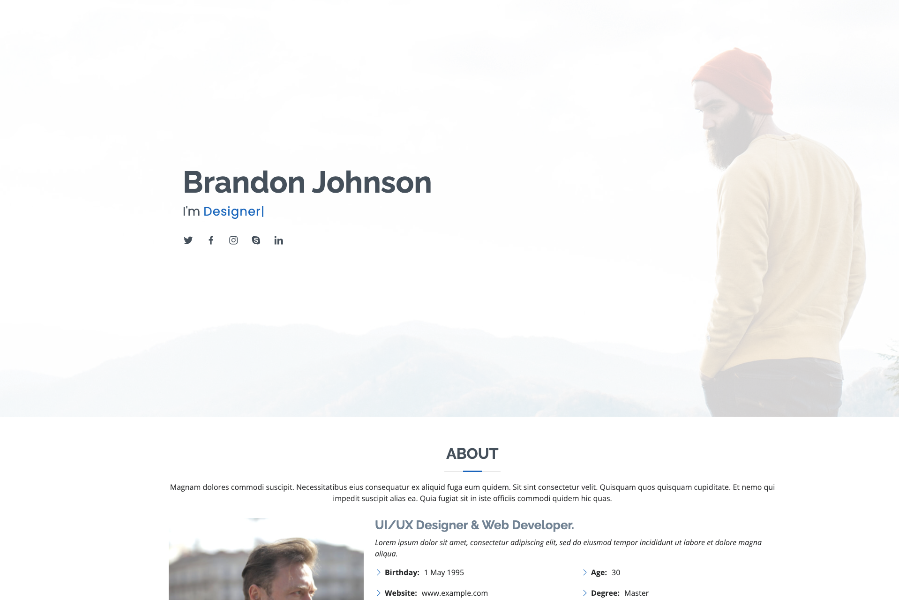 Brandon Johnson
I'm Designer|
ABOUT
Magnam dolores commodi suscipit. Necessitatibus eius consequatur ex aliquid fuga eum quidem. Sit sint consectetur velit. Quisquam quos quisquam cupiditate. Et nemo qui
impedit suscipit alias ea. Quia fugiat sit in iste officiis commodi quidem hic quas.
UI/UX Designer & Web Developer.
Lorem ipsum dolor sit amet, consectetur adipiscing elit, sed do eiusmod tempor incididunt ut labore et dolore magna
aliqua.
Birthday: 1 May 1995
Age: 30
Website: www.example.com
Degree: Master